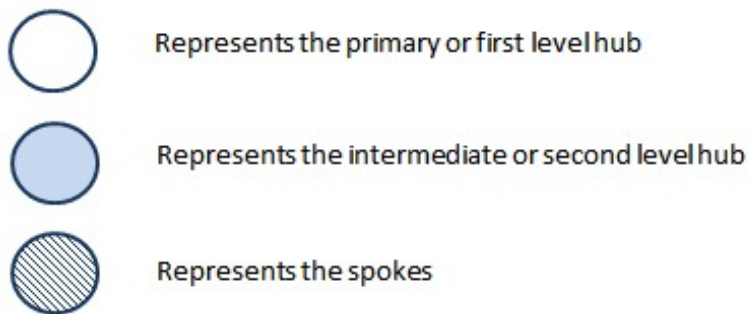 Represents the primary or first level hub
Represents the intermediate or second level hub
Represents the spokes